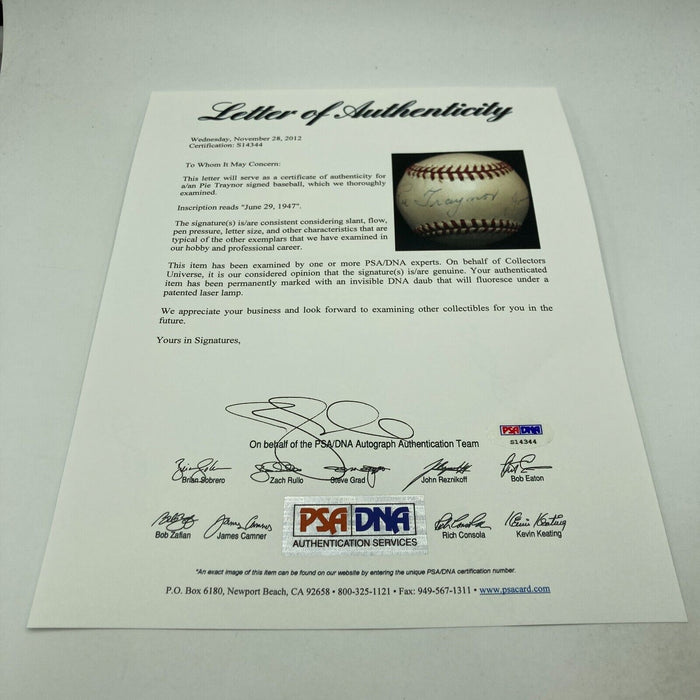 Letter of Authenticity
Wednesday, November 28, 2012
Certification: S14344
To Whom It May Concern:
This letter will serve as a certificate of authenticity for
a/an Pie Traynor signed baseball, which we thoroughly
examined.
Inscription reads "June 29, 1947".
The signature(s) is/are consistent considering slant, flow,
pen pressure, letter size, and other characteristics that are
typical of the other exemplars that we have examined in
our hobby and professional career.
Pie Traynor
This item has been examined by one or more PSA/DNA experts. On behalf of Collectors
Universe, it is our considered opinion that the signature(s) is/are genuine. Your authenticated
item has been permanently marked with an invisible DNA daub that will fluoresce under a
patented laser lamp.
We appreciate your business and look forward to examining other collectibles for you in the
future.
Yours in Signatures,
On behalf of the PSA/DNA Autograph Authentication Team
PSA DNA
S14344
Brian Sobrero Zach Rullo Steve Grad John Reznikoff Bob Eaton
Bob Zafian James Camner Rich Consola Kevin Keating
PSA DNA
AUTHENTICATION SERVICES
*An exact image of this item can be found on our website by entering the unique PSA/DNA certification number.
P.O. Box 6180, Newport Beach, CA 92658 • 800-325-1121 • Fax: 949-567-1311 • www.psacard.com